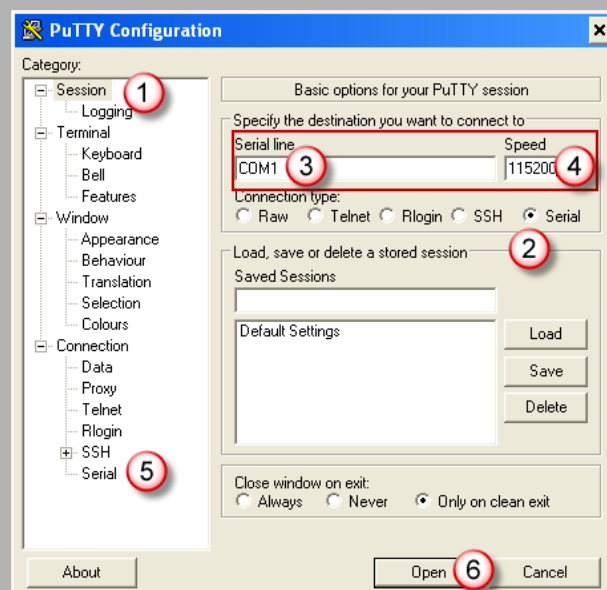 PuTTY Configuration
Category:
Session 1
Logging
Terminal
Keyboard
Bell
Features
Window
Appearance
Behaviour
Translation
Selection
Colours
Connection
Data
Proxy
Telnet
Rlogin
SSH
Serial 5
Basic options for your PuTTY session
Specify the destination you want to connect to
Serial line Speed
COM1 3 115200 4
Connection type:
Raw Telnet Rlogin SSH Serial
2
Load, save or delete a stored session
Saved Sessions
Default Settings
Load
Save
Delete
Close window on exit:
Always Never Only on clean exit
About Open 6 Cancel